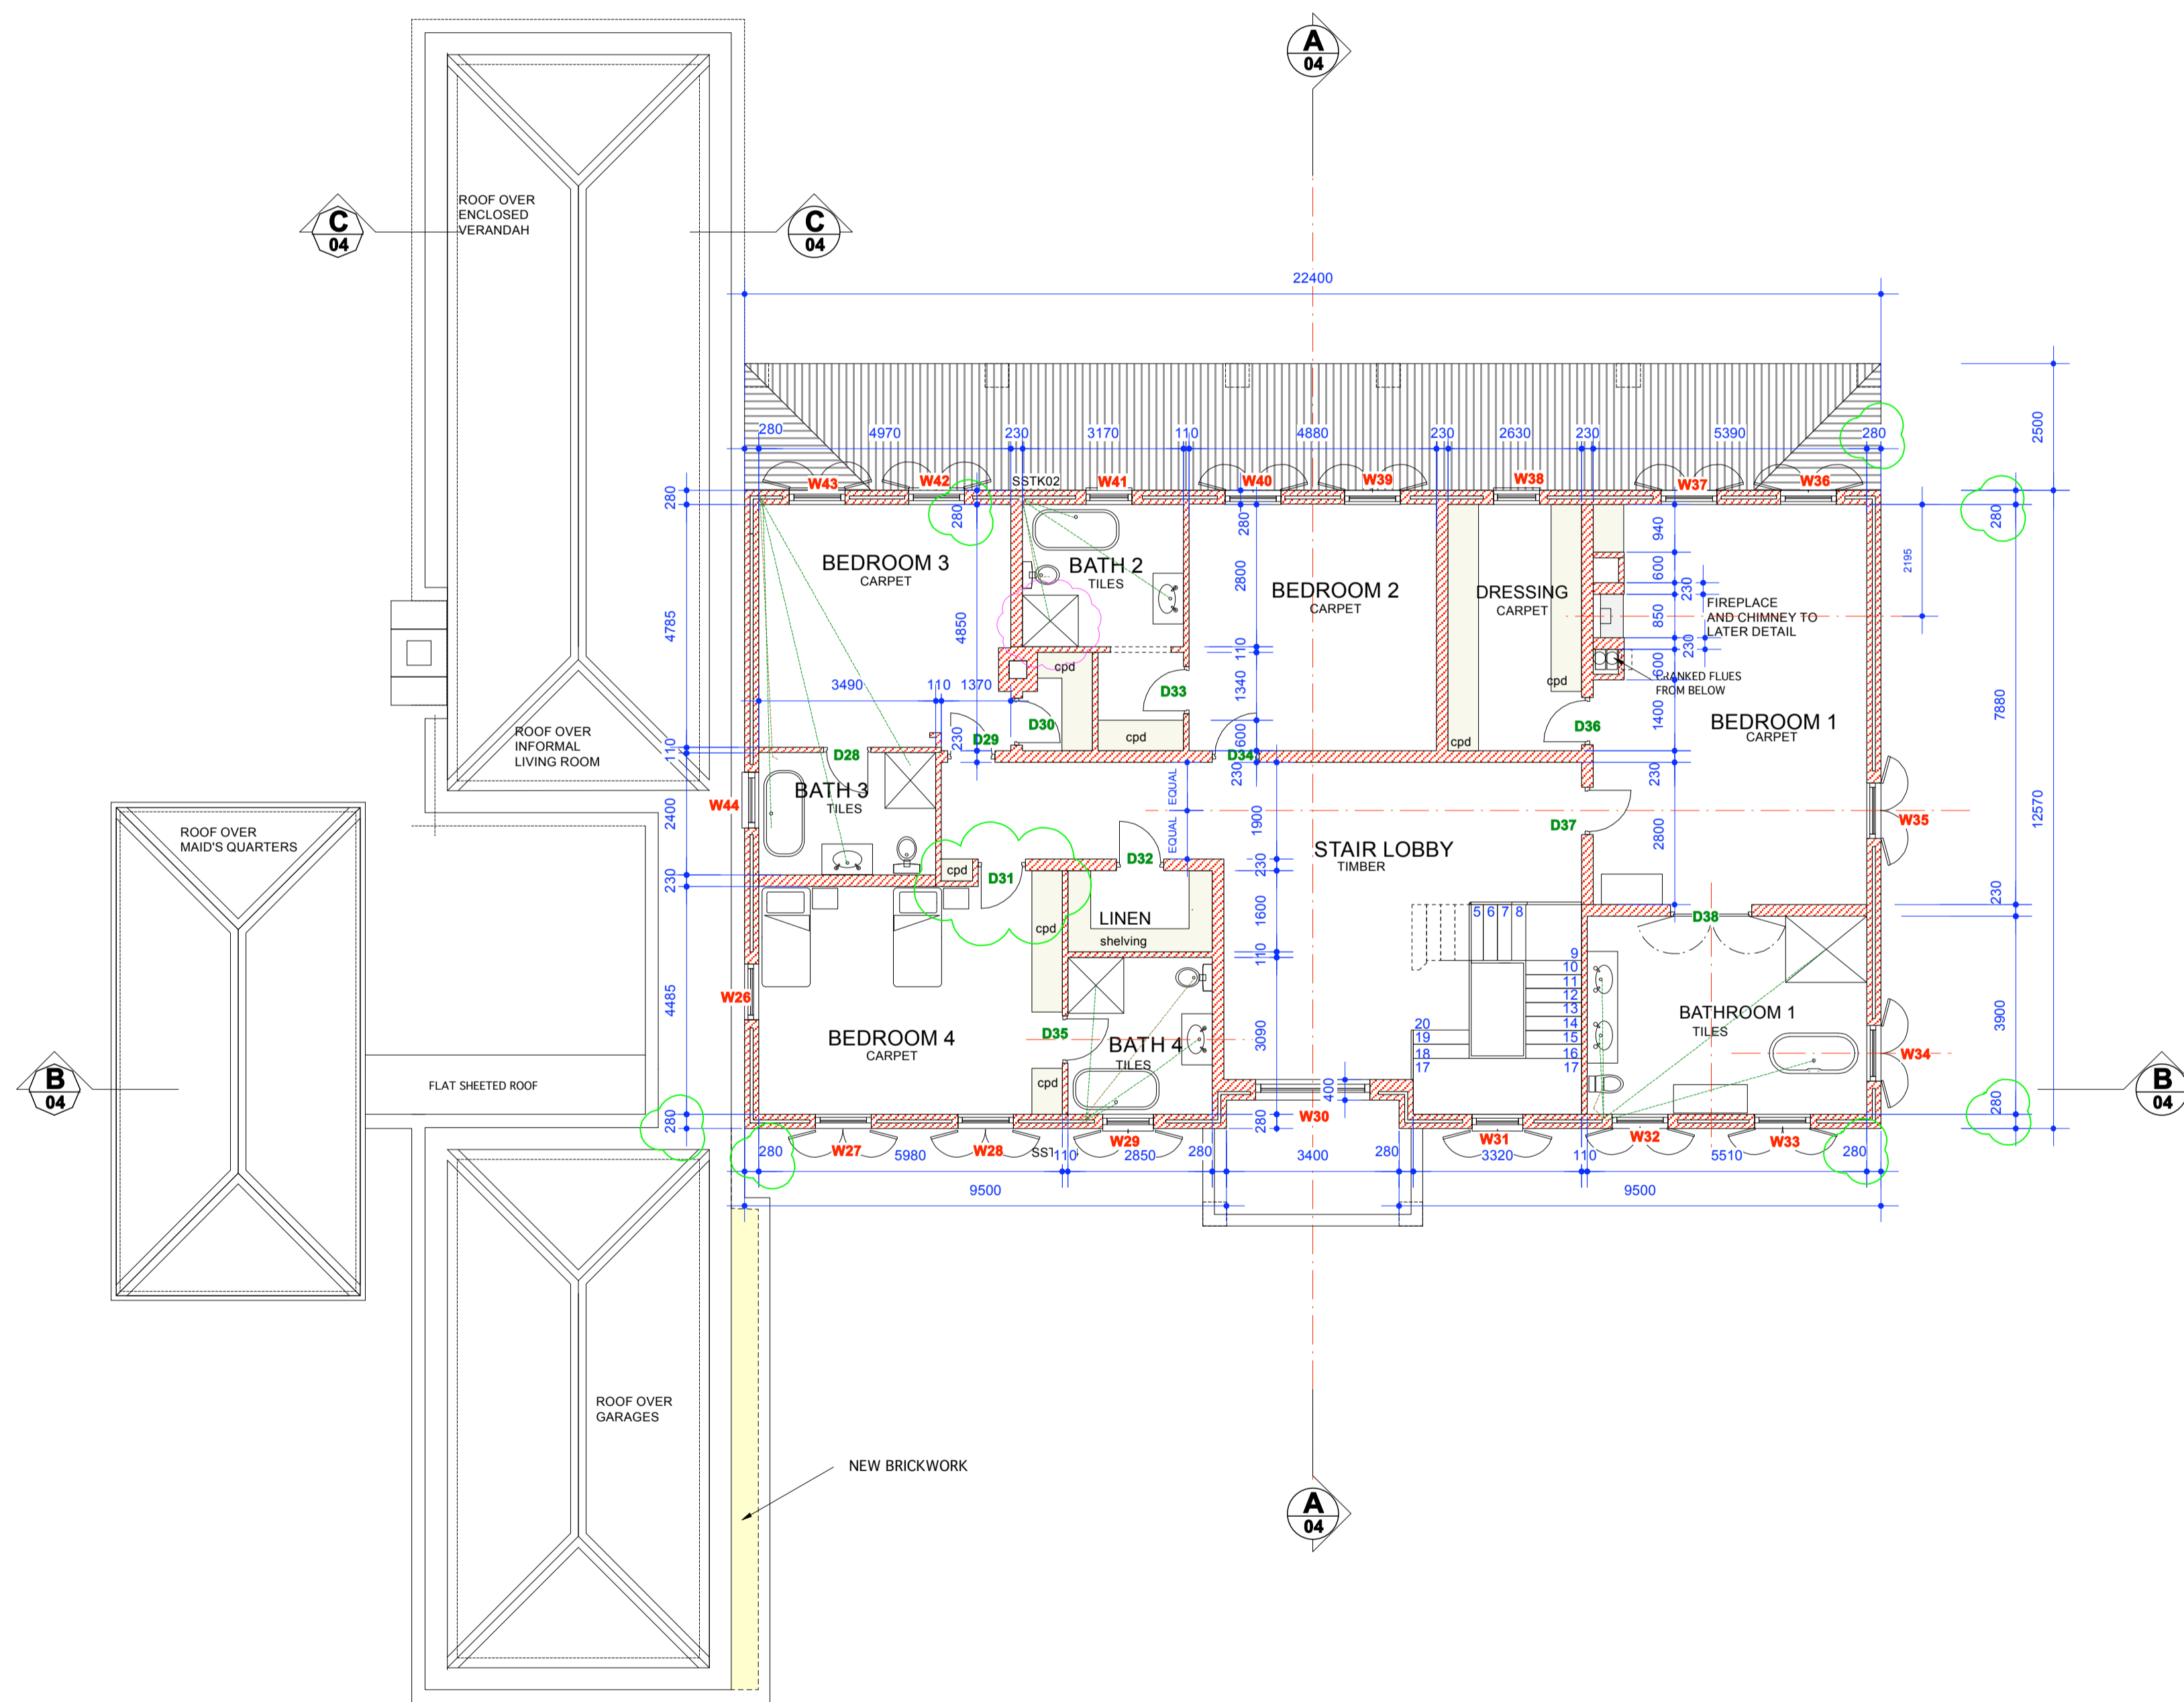 A
04
ROOF OVER
ENCLOSED
VERANDAH
C
04
C
04
22400
280
4970
230
3170
110
4880
230
2630
230
5390
280
2500
W43
W42
SSTK02
W41
W40
W39
W38
W37
W36
280
280
280
940
280
4785
4850
2800
600
230
850
230
600
2195
BEDROOM 3
CARPET
BATH 2
TILES
BEDROOM 2
CARPET
DRESSING
CARPET
FIREPLACE
AND CHIMNEY TO
LATER DETAIL
CRANKED FLUES
FROM BELOW
cpd
cpd
110
3490
110
1370
D33
1340
1400
7880
D30
D36
BEDROOM 1
CARPET
ROOF OVER
INFORMAL
LIVING ROOM
110
230
D29
cpd
600
cpd
D28
D34
230
230
BATH 3
TILES
W44
2400
EQUAL
EQUAL
1900
D37
2800
W35
12570
ROOF OVER
MAID'S QUARTERS
STAIR LOBBY
TIMBER
D32
230
cpd
D31
230
230
LINEN
shelving
cpd
1600
5 6 7 8
D38
110
9
10
11
12
13
14
15
16
17
20
19
18
17
W26
4485
BEDROOM 4
CARPET
D35
BATH 4
TILES
3090
BATHROOM 1
TILES
3900
W34
B
04
FLAT SHEETED ROOF
cpd
400
B
04
280
280
280
W30
W27
W28
W29
W31
W32
W33
280
5980
110
2850
280
3400
280
3320
110
5510
280
9500
9500
ROOF OVER
GARAGES
NEW BRICKWORK
A
04